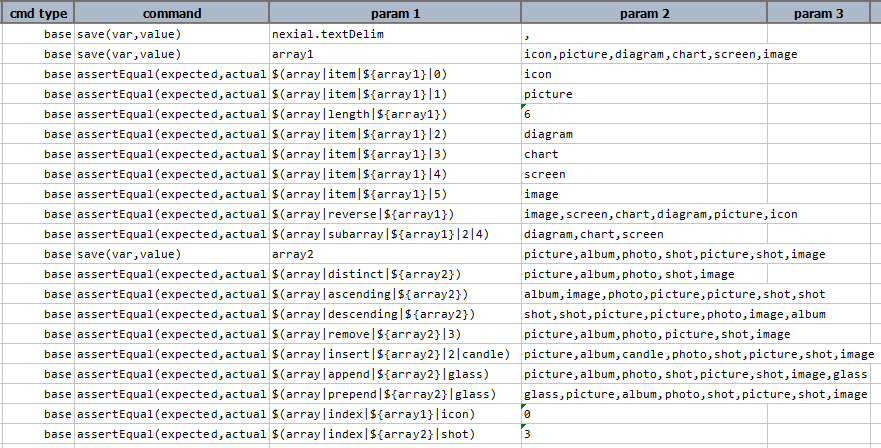 cmd type command param 1 param 2 param 3
base save(var,value) nexial.textDelim ,
base save(var,value) array1 icon,picture,diagram,chart,screen,image
base assertEqual(expected,actual $(array|item|${array1}|0) icon
base assertEqual(expected,actual $(array|item|${array1}|1) picture
base assertEqual(expected,actual $(array|length|${array1}) 6
base assertEqual(expected,actual $(array|item|${array1}|2) diagram
base assertEqual(expected,actual $(array|item|${array1}|3) chart
base assertEqual(expected,actual $(array|item|${array1}|4) screen
base assertEqual(expected,actual $(array|item|${array1}|5) image
base assertEqual(expected,actual $(array|reverse|${array1}) image,screen,chart,diagram,picture,icon
base assertEqual(expected,actual $(array|subarray|${array1}|2|4) diagram,chart,screen
base save(var,value) array2 picture,album,photo,shot,picture,shot,image
base assertEqual(expected,actual $(array|distinct|${array2}) picture,album,photo,shot,image
base assertEqual(expected,actual $(array|ascending|${array2}) album,image,photo,picture,picture,shot,shot
base assertEqual(expected,actual $(array|descending|${array2}) shot,shot,picture,picture,photo,image,album
base assertEqual(expected,actual $(array|remove|${array2}|3) picture,album,photo,picture,shot,image
base assertEqual(expected,actual $(array|insert|${array2}|2|candle) picture,album,candle,photo,shot,picture,shot,image
base assertEqual(expected,actual $(array|append|${array2}|glass) picture,album,photo,shot,picture,shot,image,glass
base assertEqual(expected,actual $(array|prepend|${array2}|glass) glass,picture,album,photo,shot,picture,shot,image
base assertEqual(expected,actual $(array|index|${array1}|icon) 0
base assertEqual(expected,actual $(array|index|${array2}|shot) 3